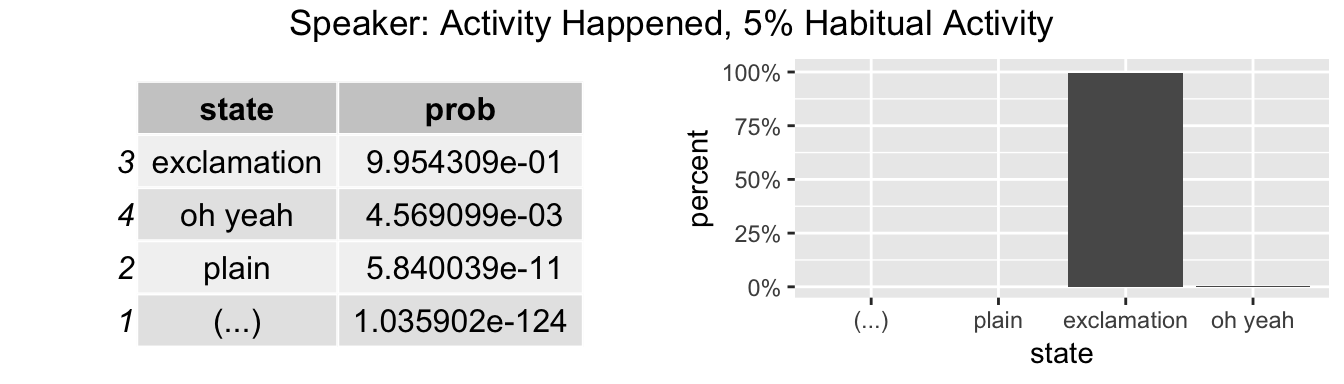 Speaker: Activity Happened, 5% Habitual Activity
state prob
3 exclamation 9.954309e-01
4 oh yeah 4.569099e-03
2 plain 5.840039e-11
1 (...) 1.035902e-124
percent
100%
75%
50%
25%
0%
(...) plain exclamation oh yeah
state